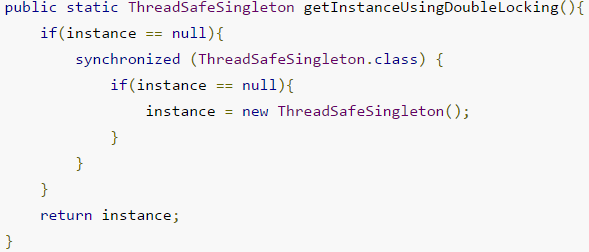 public static ThreadSafeSingleton getInstanceUsingDoubleLocking(){
    if(instance == null){
        synchronized (ThreadSafeSingleton.class) {
            if(instance == null){
                instance = new ThreadSafeSingleton();
            }
        }
    }
    return instance;
}